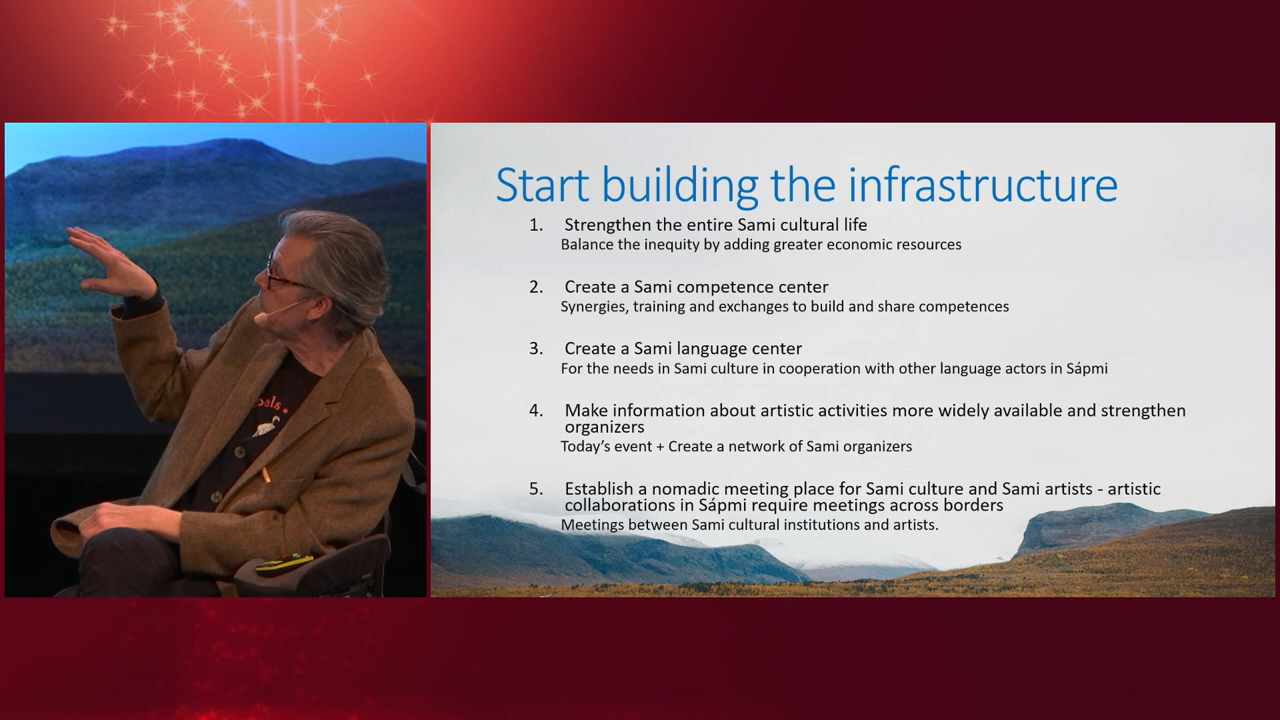 Start building the infrastructure
1. Strengthen the entire Sami cultural life
Balance the inequity by adding greater economic resources
2. Create a Sami competence center
Synergies, training and exchanges to build and share competences
3. Create a Sami language center
For the needs in Sami culture in cooperation with other language actors in Sápmi
4. Make information about artistic activities more widely available and strengthen
organizers
Today's event + Create a network of Sami organizers
5. Establish a nomadic meeting place for Sami culture and Sami artists - artistic
collaborations in Sápmi require meetings across borders
Meetings between Sami cultural institutions and artists.